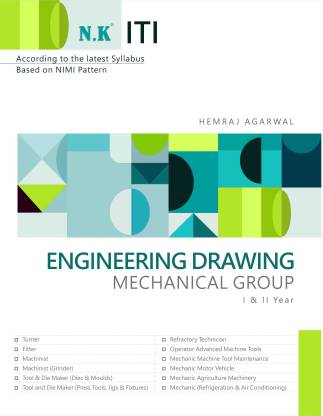 N.K® ITI
According to the latest Syllabus
Based on NIMI Pattern
HEMRAJ AGARWAL
ENGINEERING DRAWING
MECHANICAL GROUP
I & II Year
Turner
Fitter
Machinist
Machinist (Grinder)
Tool & Die Maker (Dies & Moulds)
Tool and Die Maker (Press Tools, Jigs & Fixtures)
Refractory Technician
Operator Advanced Machine Tools
Mechanic Machine Tool Maintenance
Mechanic Motor Vehicle
Mechanic Agriculture Machinery
Mechanic (Refrigeration & Air Conditioning)